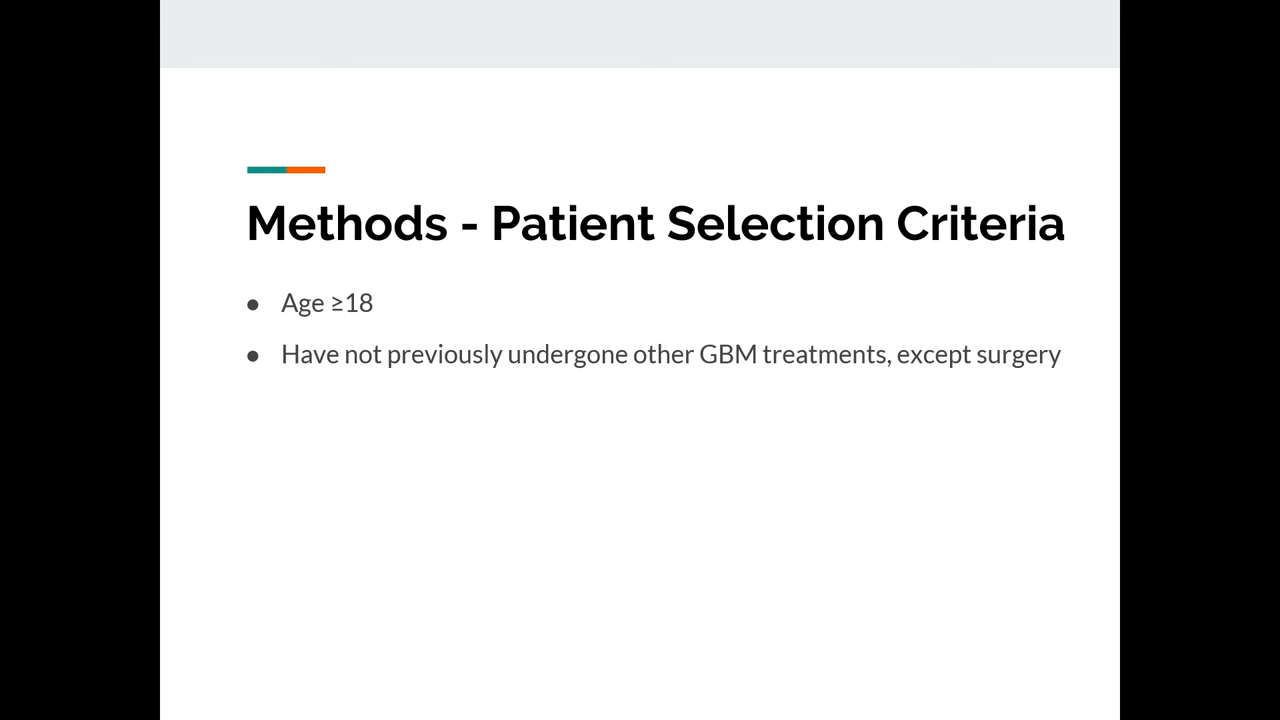 Methods - Patient Selection Criteria
● Age ≥18
● Have not previously undergone other GBM treatments, except surgery